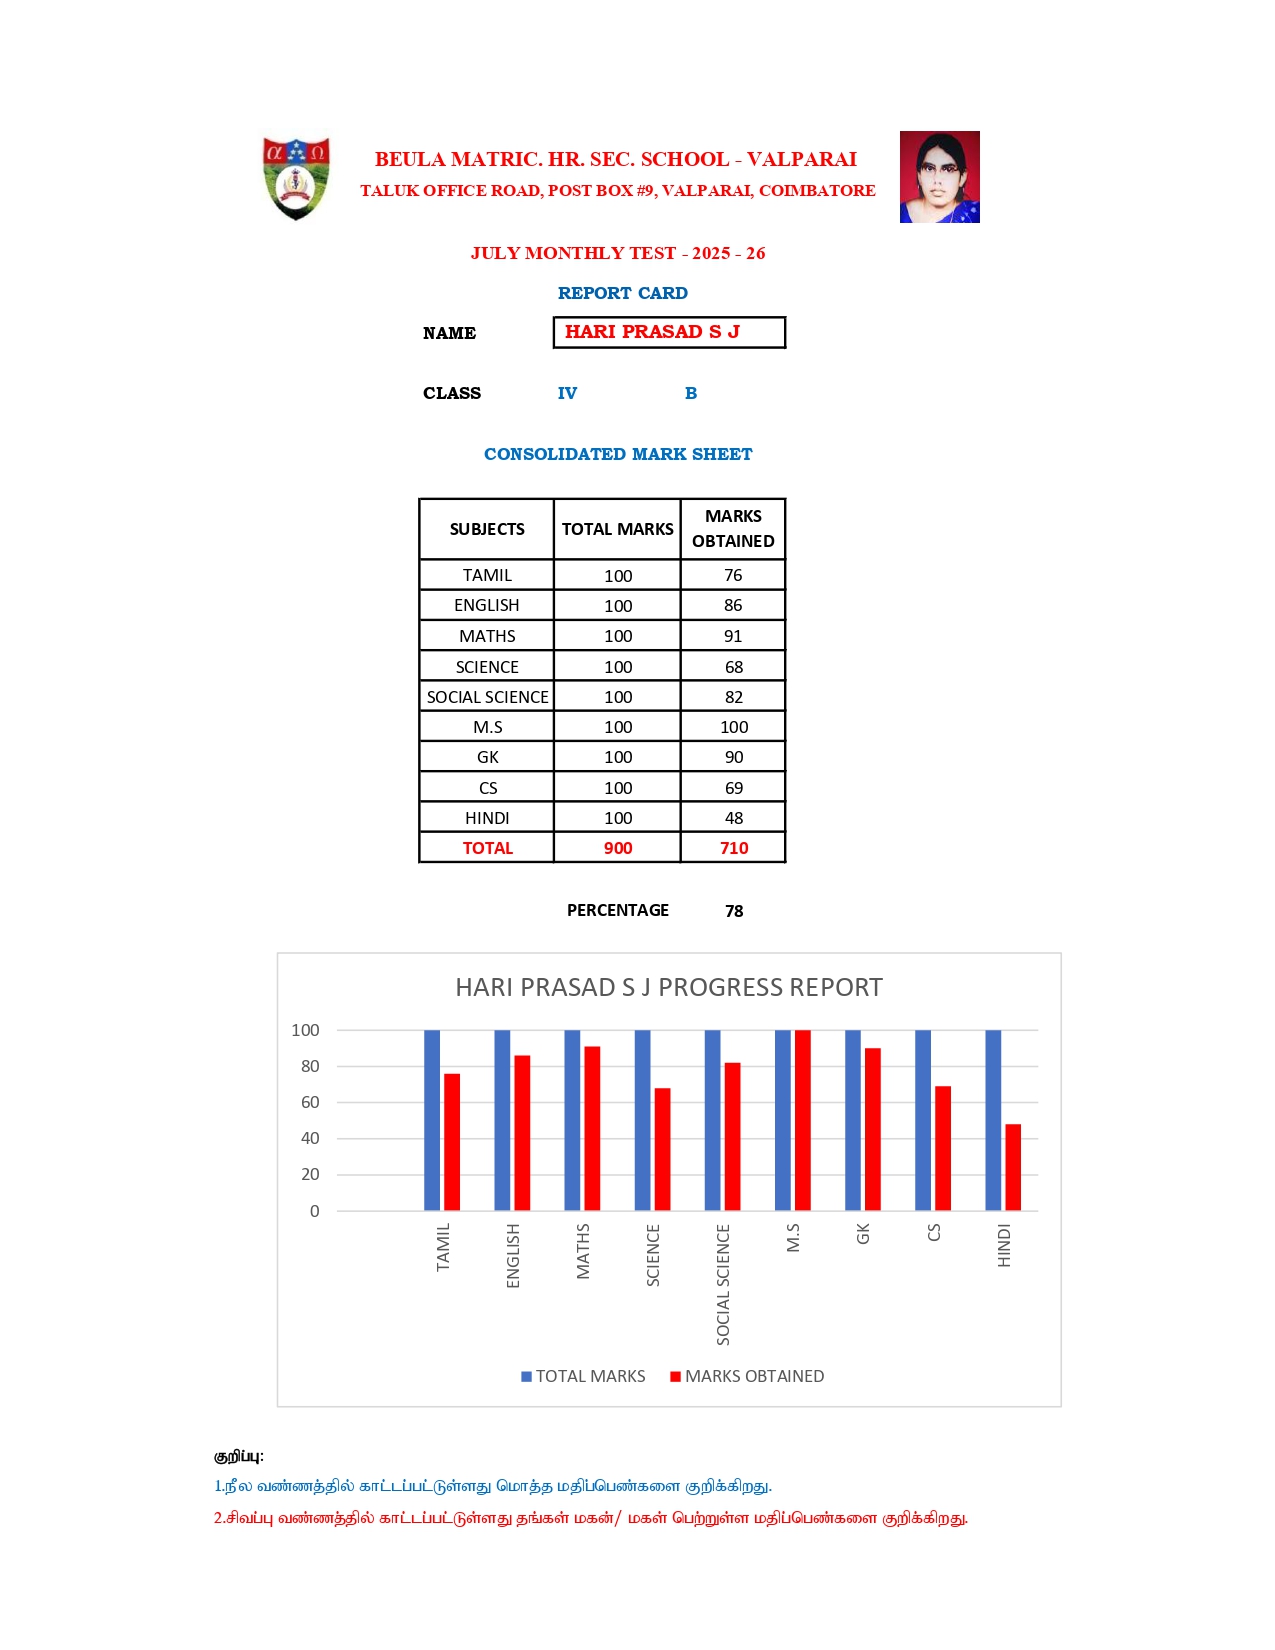 α Ω
BEULA MATRIC. HR. SEC. SCHOOL - VALPARAI
TALUK OFFICE ROAD, POST BOX #9, VALPARAI, COIMBATORE
JULY MONTHLY TEST - 2025 - 26
REPORT CARD
NAME HARI PRASAD S J
CLASS IV B
CONSOLIDATED MARK SHEET
SUBJECTS TOTAL MARKS MARKS OBTAINED
TAMIL 100 76
ENGLISH 100 86
MATHS 100 91
SCIENCE 100 68
SOCIAL SCIENCE 100 82
M.S 100 100
GK 100 90
CS 100 69
HINDI 100 48
TOTAL 900 710
PERCENTAGE 78
HARI PRASAD S J PROGRESS REPORT
100
80
60
40
20
0
TAMIL ENGLISH MATHS SCIENCE SOCIAL SCIENCE M.S GK CS HINDI
TOTAL MARKS MARKS OBTAINED
குறிப்பு:
1.நீல வண்ணத்தில் காட்டப்பட்டுள்ளது மொத்த மதிப்பெண்களை குறிக்கிறது.
2.சிவப்பு வண்ணத்தில் காட்டப்பட்டுள்ளது தங்கள் மகன்/ மகள் பெற்றுள்ள மதிப்பெண்களை குறிக்கிறது.